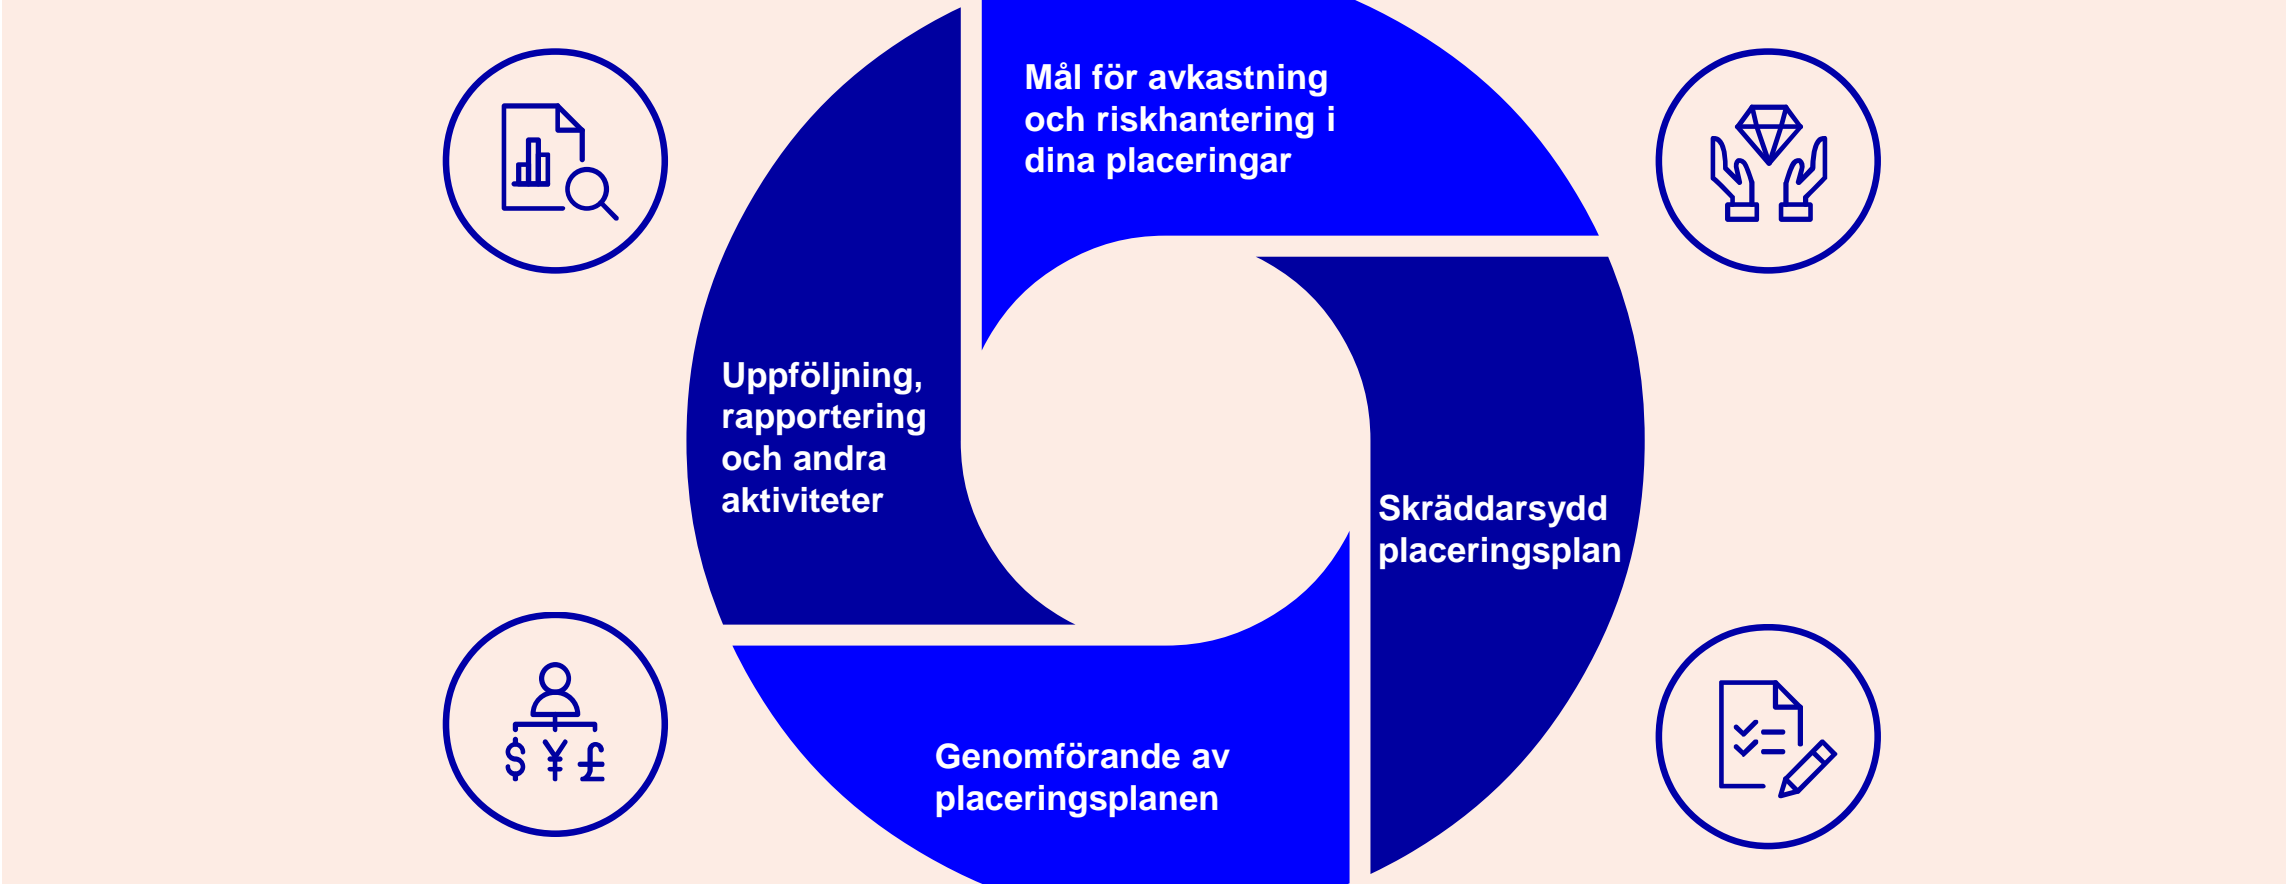 Mål för avkastning
och riskhantering i
dina placeringar
Uppföljning,
rapportering
och andra
aktiviteter
Skräddarsydd
placeringsplan
Genomförande av
placeringsplanen
$ ¥ £